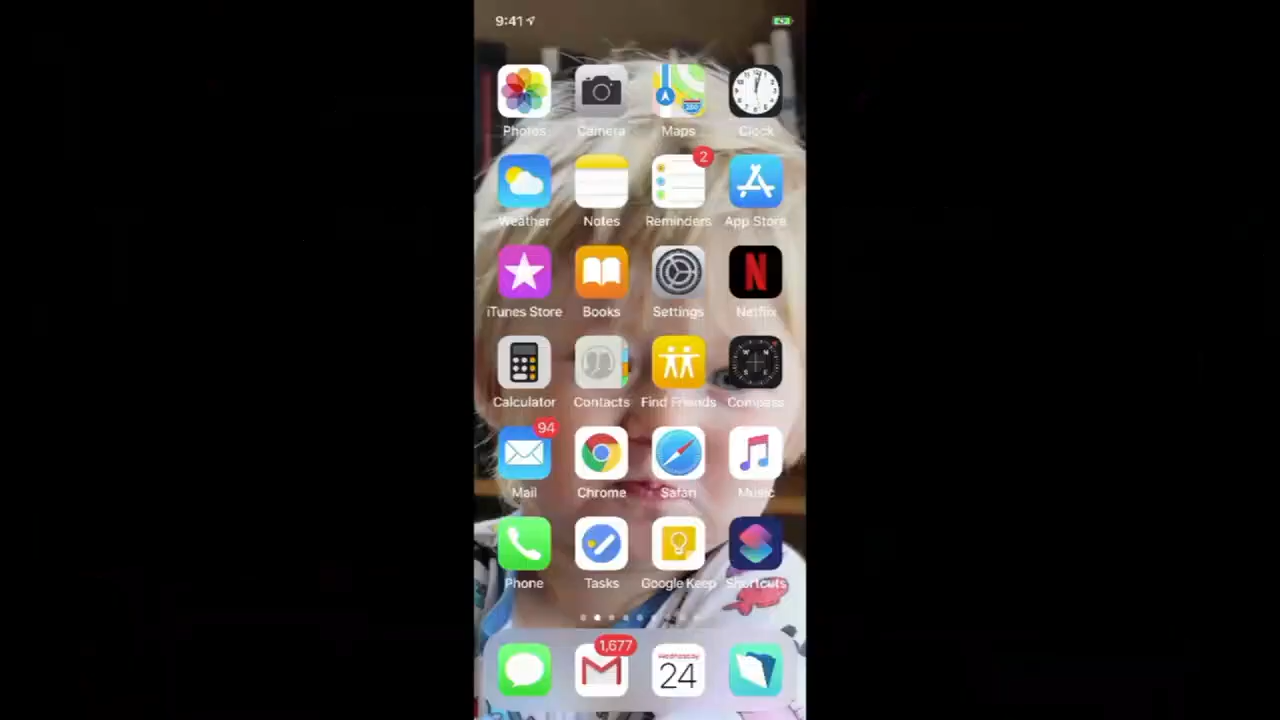 9:41
Photos Camera Maps Clock
2
Weather Notes Reminders App Store
N
iTunes Store Books Settings Netflix
Calculator Contacts Find Friends Compass
94
Mail Chrome Safari Music
Phone Tasks Google Keep Shortcuts
1,677
Wednesday
24